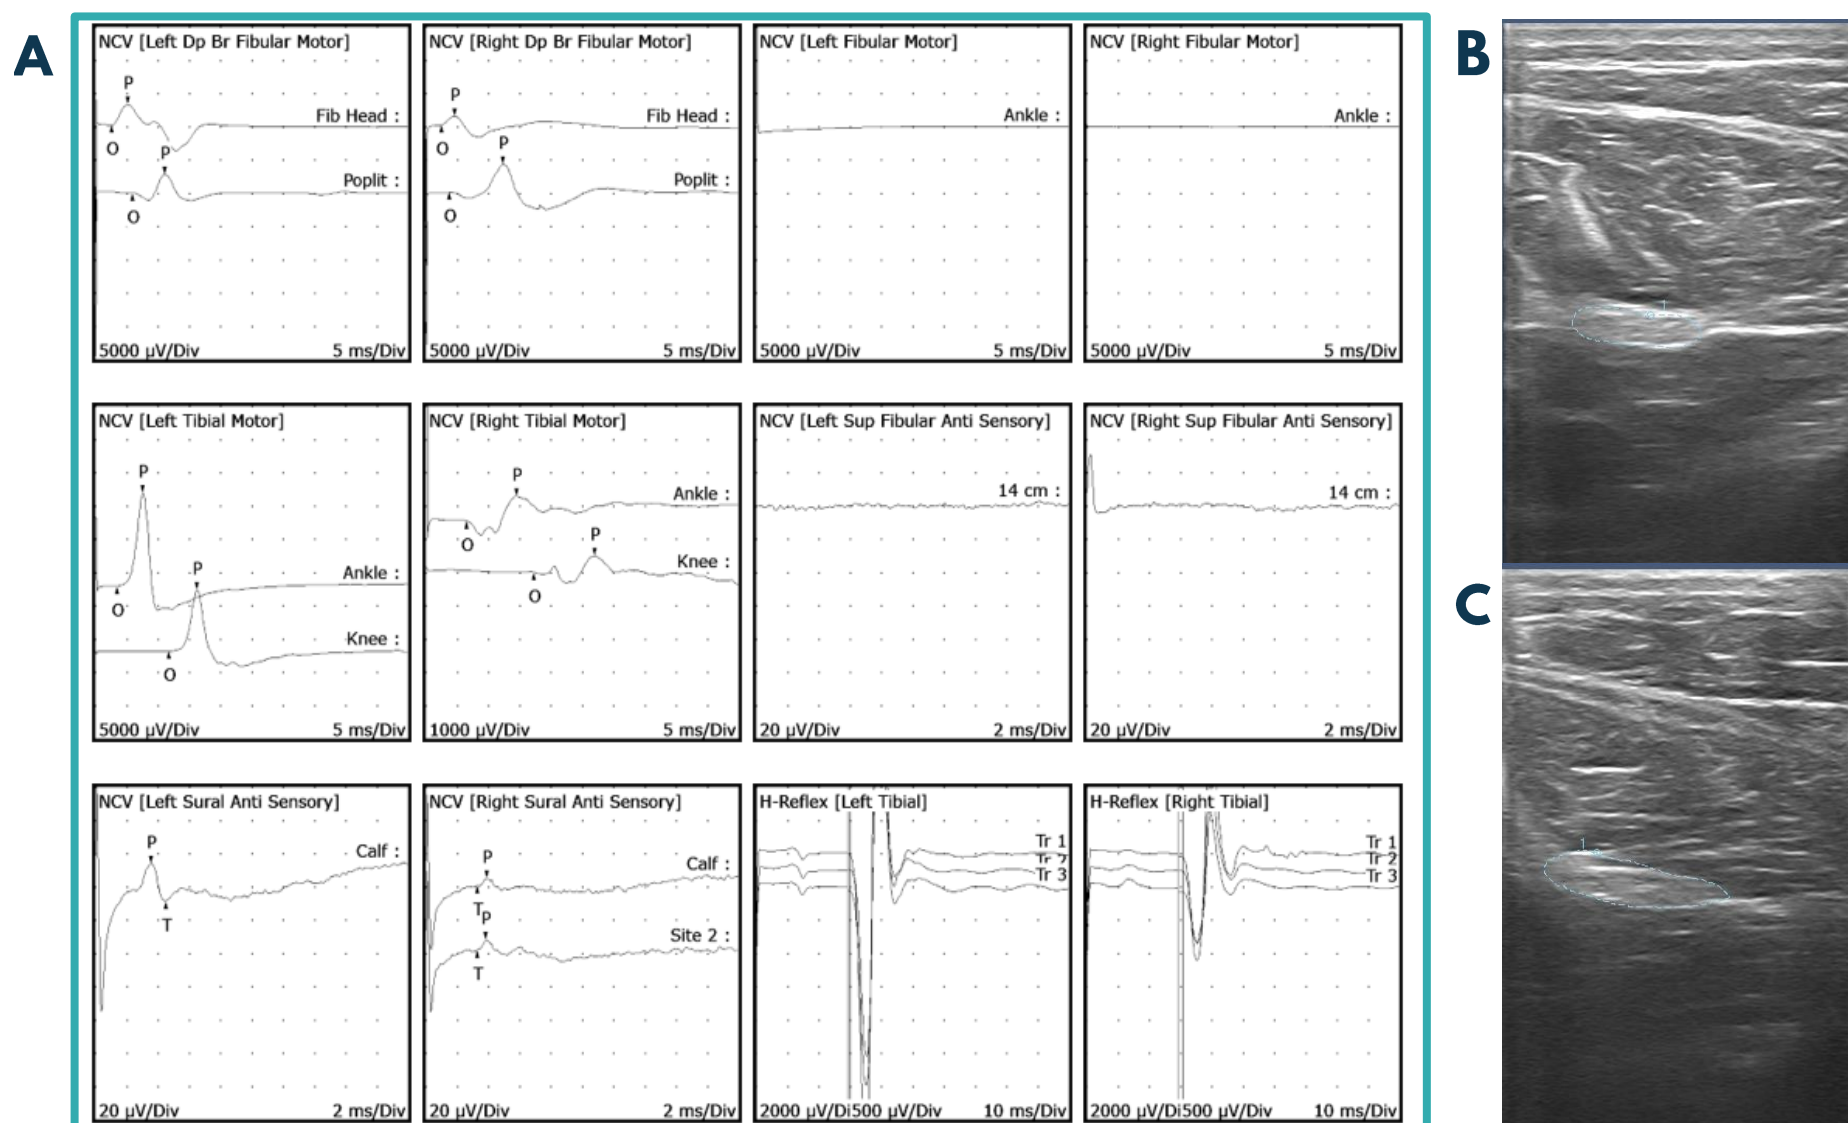 A
NCV [Left Dp Br Fibular Motor]
P
Fib Head :
O
P
Poplit :
O
5000 µV/Div 5 ms/Div
NCV [Right Dp Br Fibular Motor]
P
Fib Head :
O
P
Poplit :
O
5000 µV/Div 5 ms/Div
NCV [Left Fibular Motor]
Ankle :
5000 µV/Div 5 ms/Div
NCV [Right Fibular Motor]
Ankle :
5000 µV/Div 5 ms/Div
NCV [Left Tibial Motor]
P
P
Ankle :
O
Knee :
O
5000 µV/Div 5 ms/Div
NCV [Right Tibial Motor]
P
Ankle :
O
P
Knee :
O
1000 µV/Div 5 ms/Div
NCV [Left Sup Fibular Anti Sensory]
14 cm :
20 µV/Div 2 ms/Div
NCV [Right Sup Fibular Anti Sensory]
14 cm :
20 µV/Div 2 ms/Div
NCV [Left Sural Anti Sensory]
P
Calf :
T
20 µV/Div 2 ms/Div
NCV [Right Sural Anti Sensory]
P
Calf :
T
P
Site 2 :
T
20 µV/Div 2 ms/Div
H-Reflex [Left Tibial]
Tr 1
Tr 2
Tr 3
2000 µV/Di 500 µV/Div 10 ms/Div
H-Reflex [Right Tibial]
Tr 1
Tr 2
Tr 3
2000 µV/Di 500 µV/Div 10 ms/Div
B
1
C
1